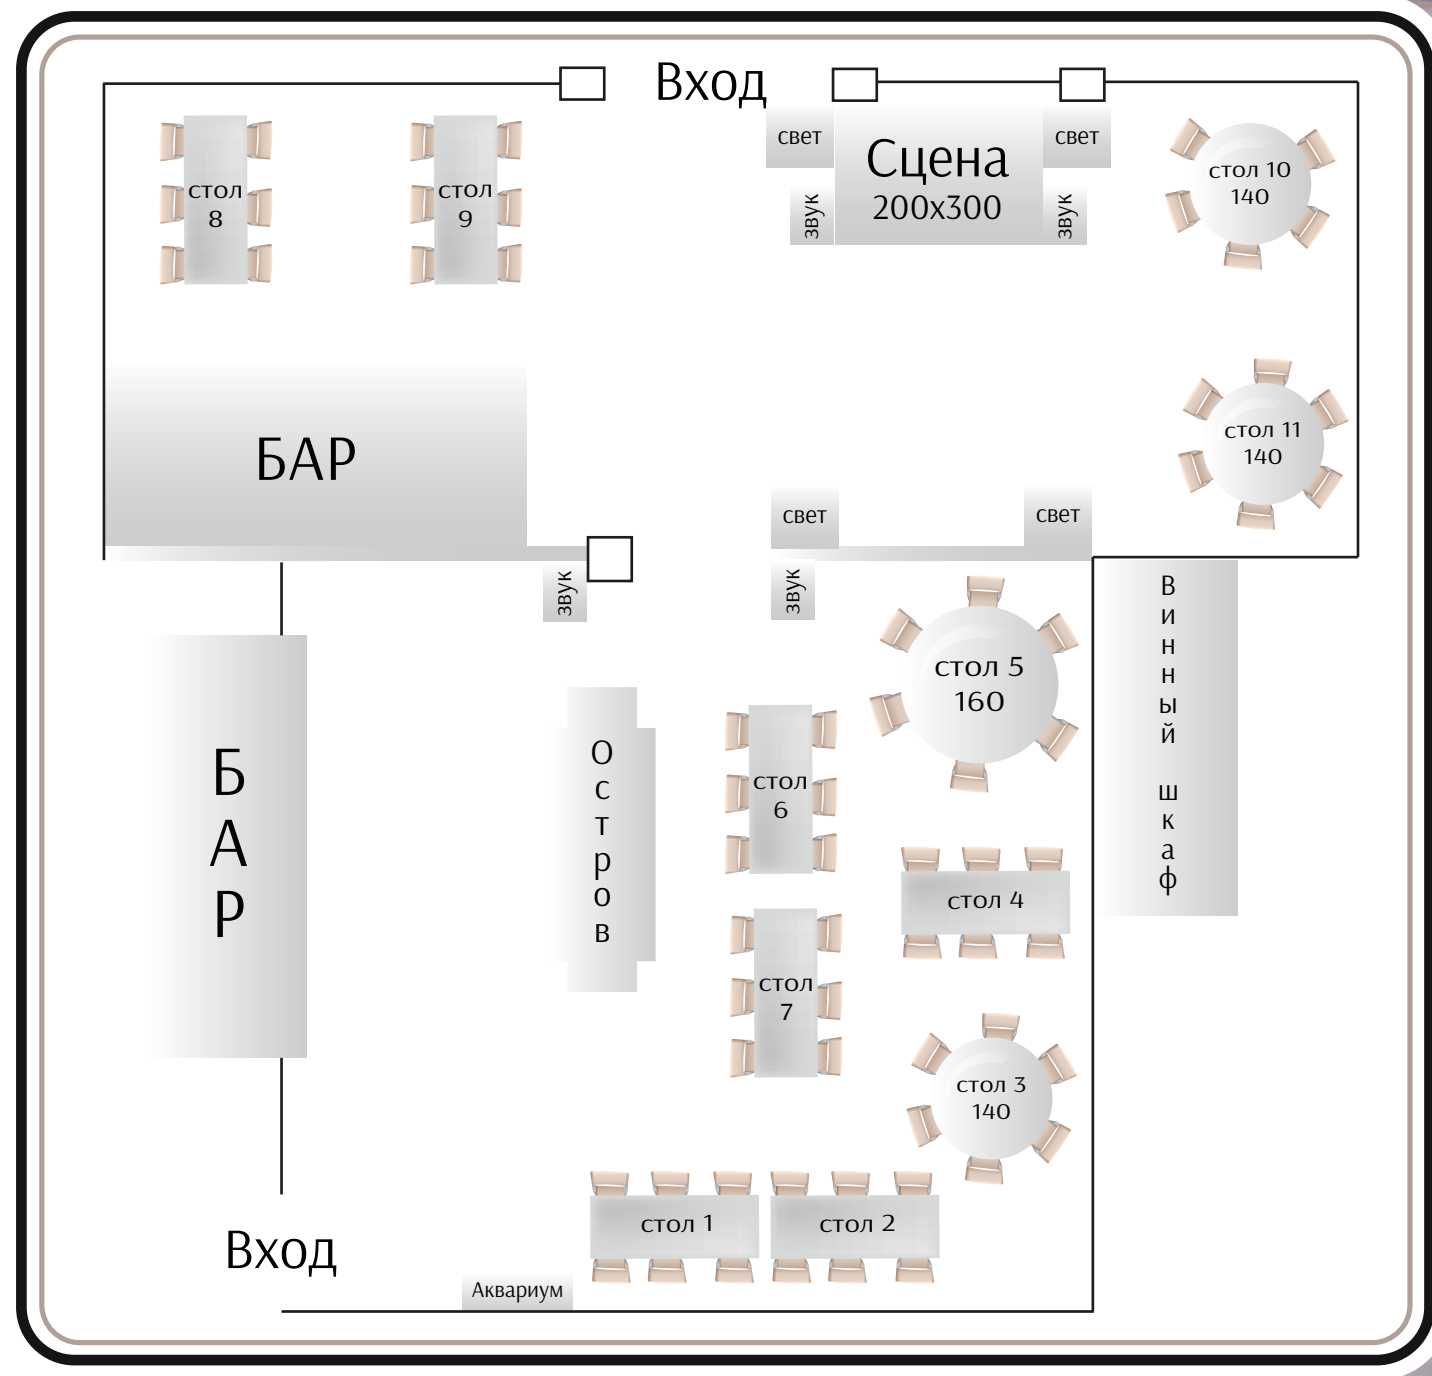 Вход
свет
Сцена
200х300
свет
звук
звук
стол 10
140
стол
8
стол
9
стол 11
140
БАР
свет
свет
звук
звук
Винный шкаф
стол 5
160
БАР
Остров
стол
6
стол 4
стол
7
стол 3
140
стол 1
стол 2
Вход
Аквариум